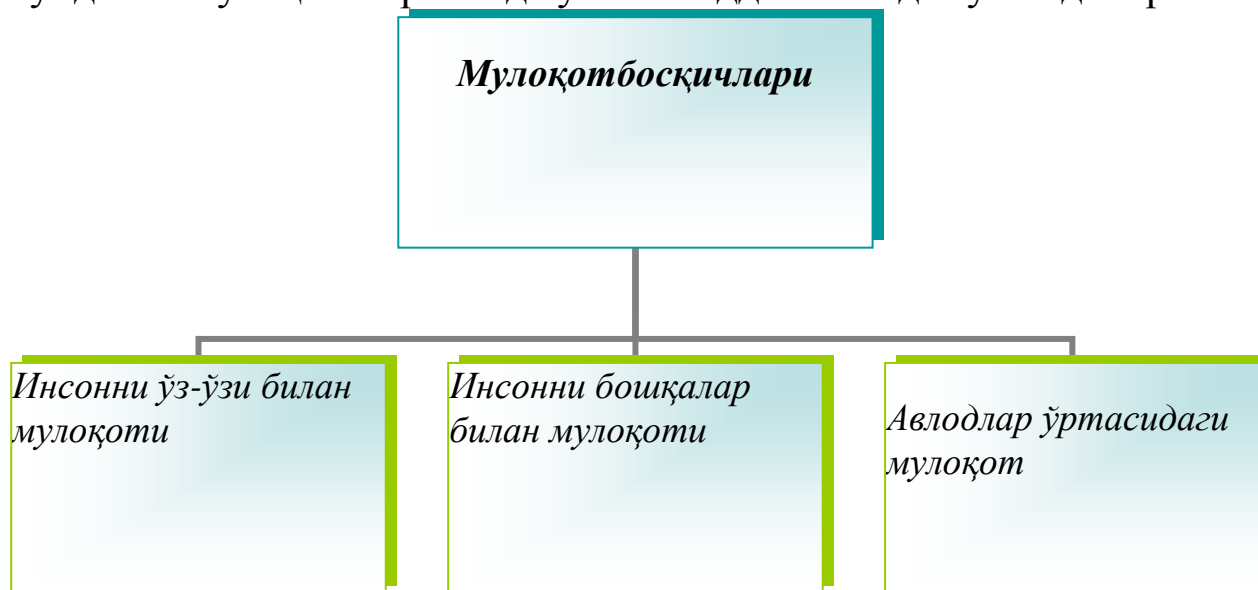 Мулоқотбосқичлари
Инсонни ўз-ўзи билан
мулоқоти
Инсонни бошқалар
билан мулоқоти
Авлодлар ўртасидаги
мулоқот